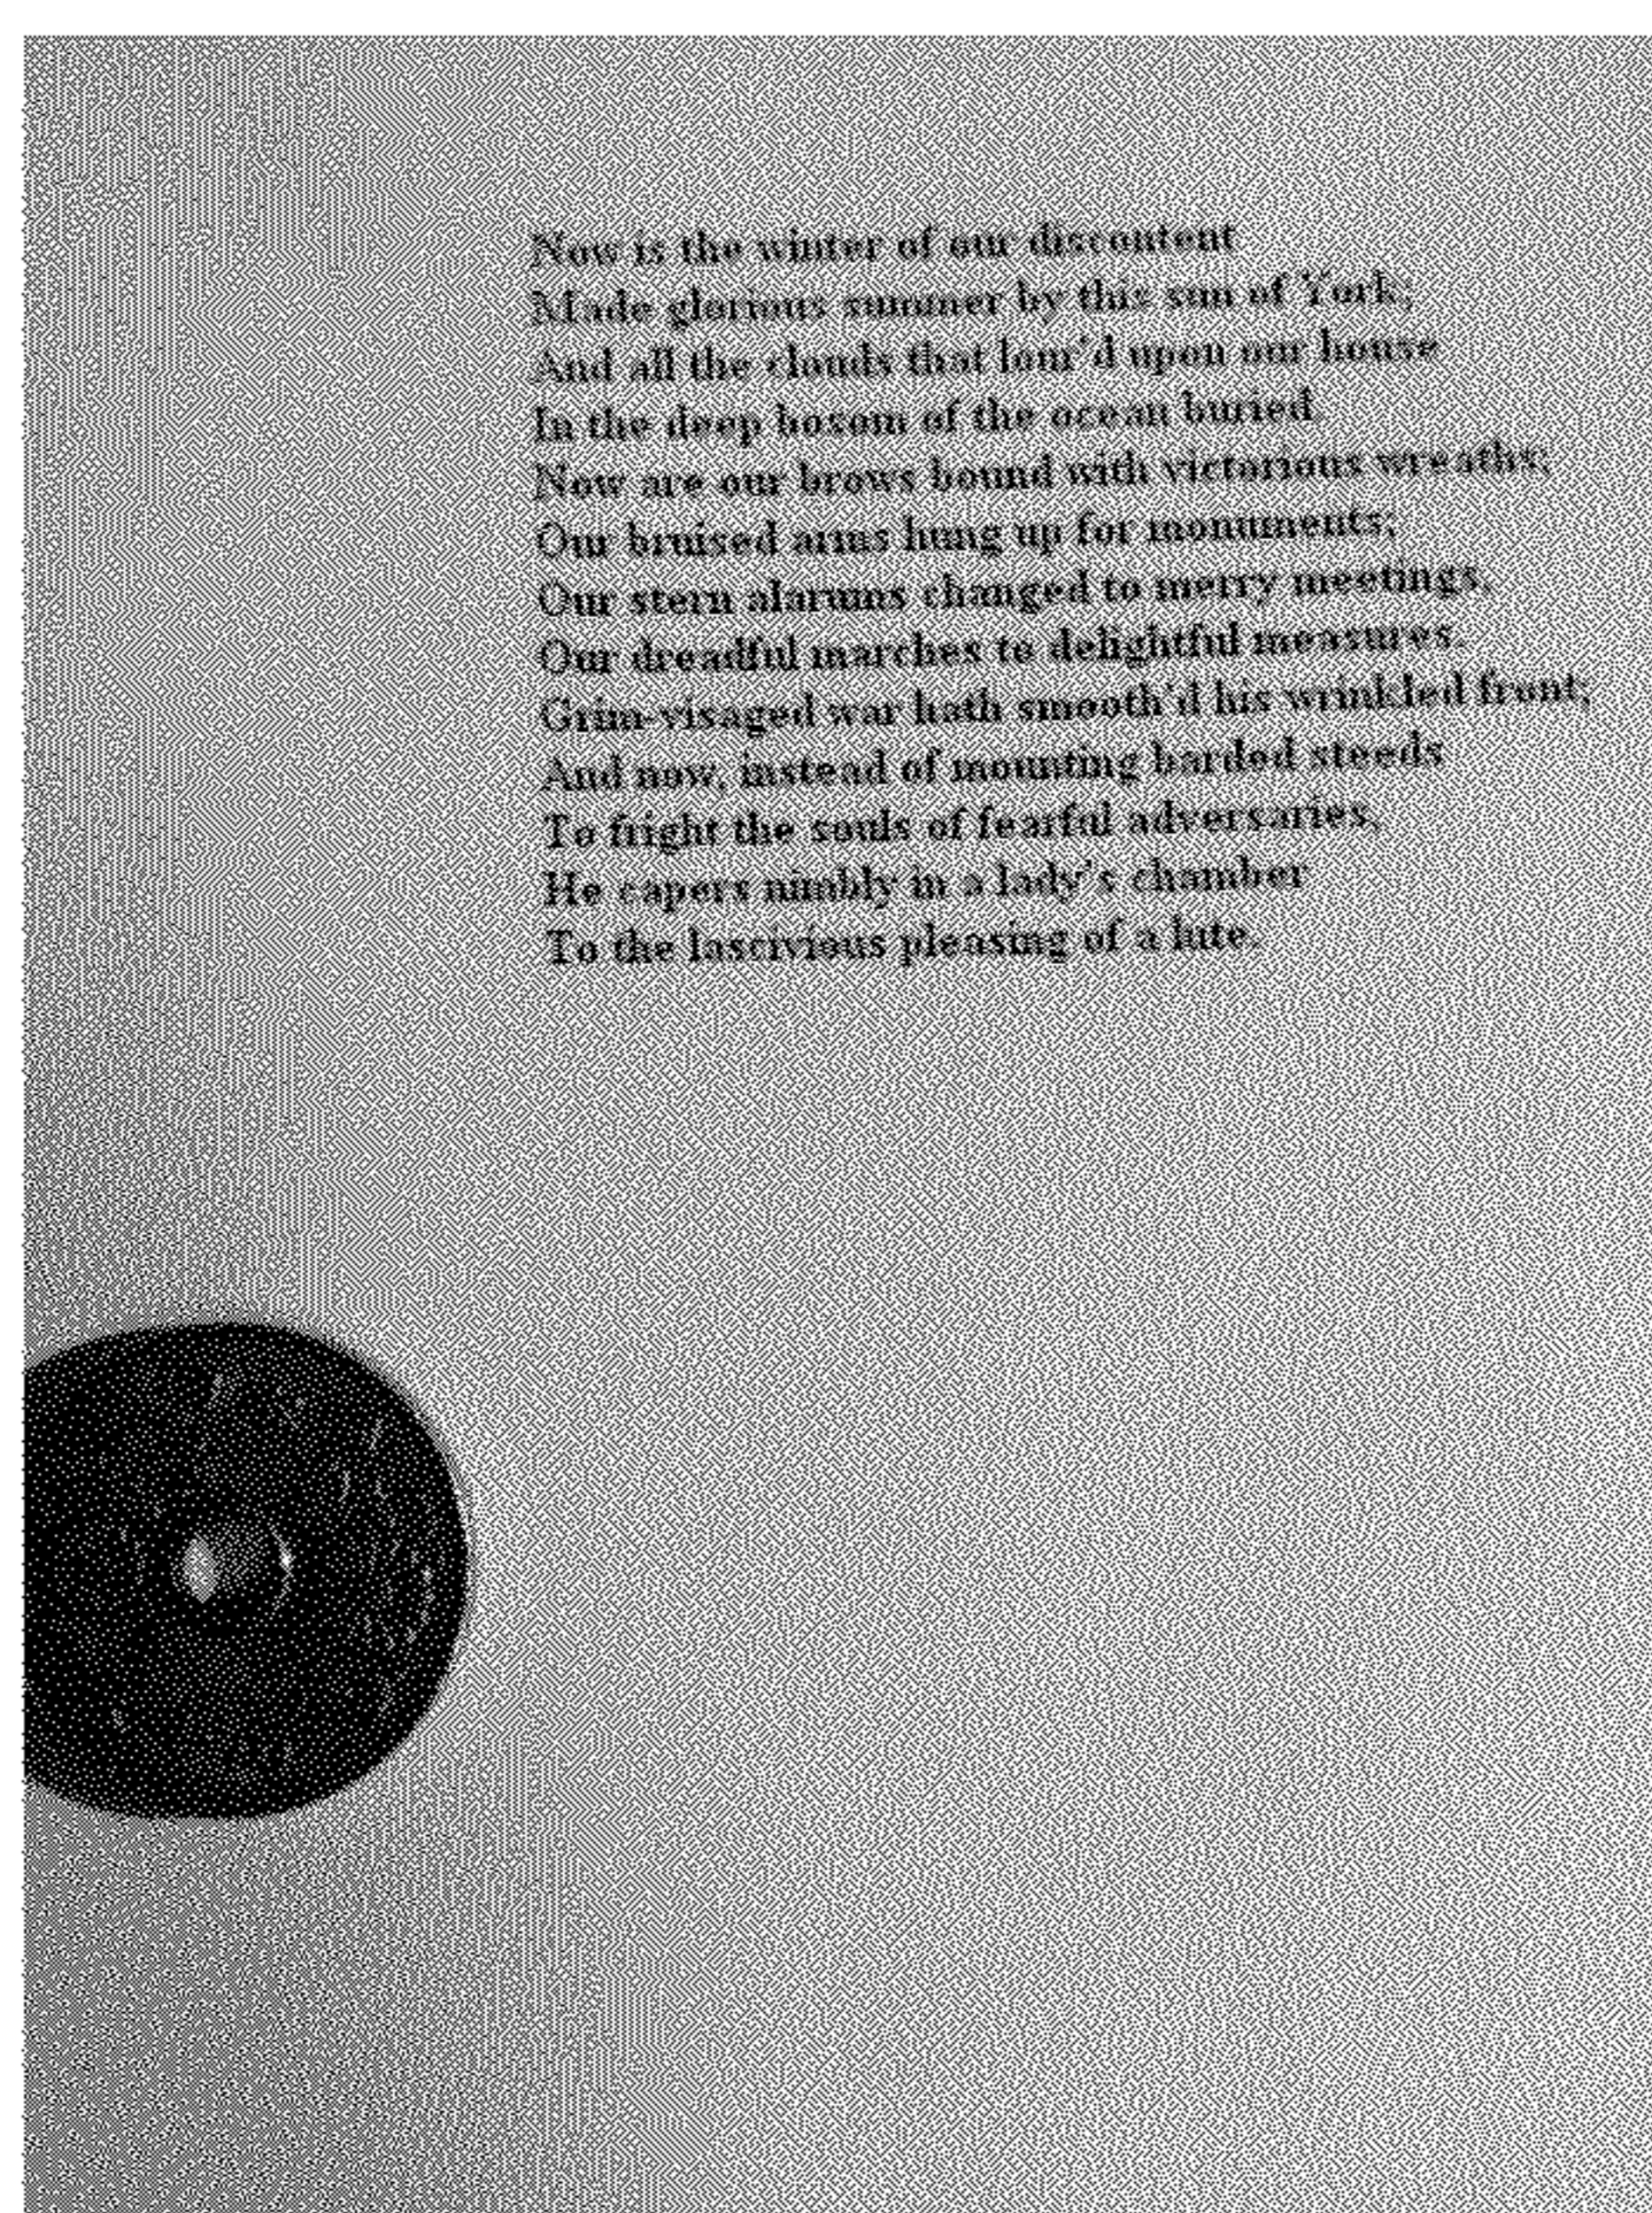 Now is the winter of our discontent
Made glorious summer by this sun of York;
And all the clouds that lour'd upon our house
In the deep bosom of the ocean buried.
Now are our brows bound with victorious wreaths;
Our bruised arms hung up for monuments;
Our stern alarums changed to merry meetings,
Our dreadful marches to delightful measures.
Grim-visaged war hath smooth'd his wrinkled front;
And now, instead of mounting barded steeds
To fright the souls of fearful adversaries,
He capers nimbly in a lady's chamber
To the lascivious pleasing of a lute.